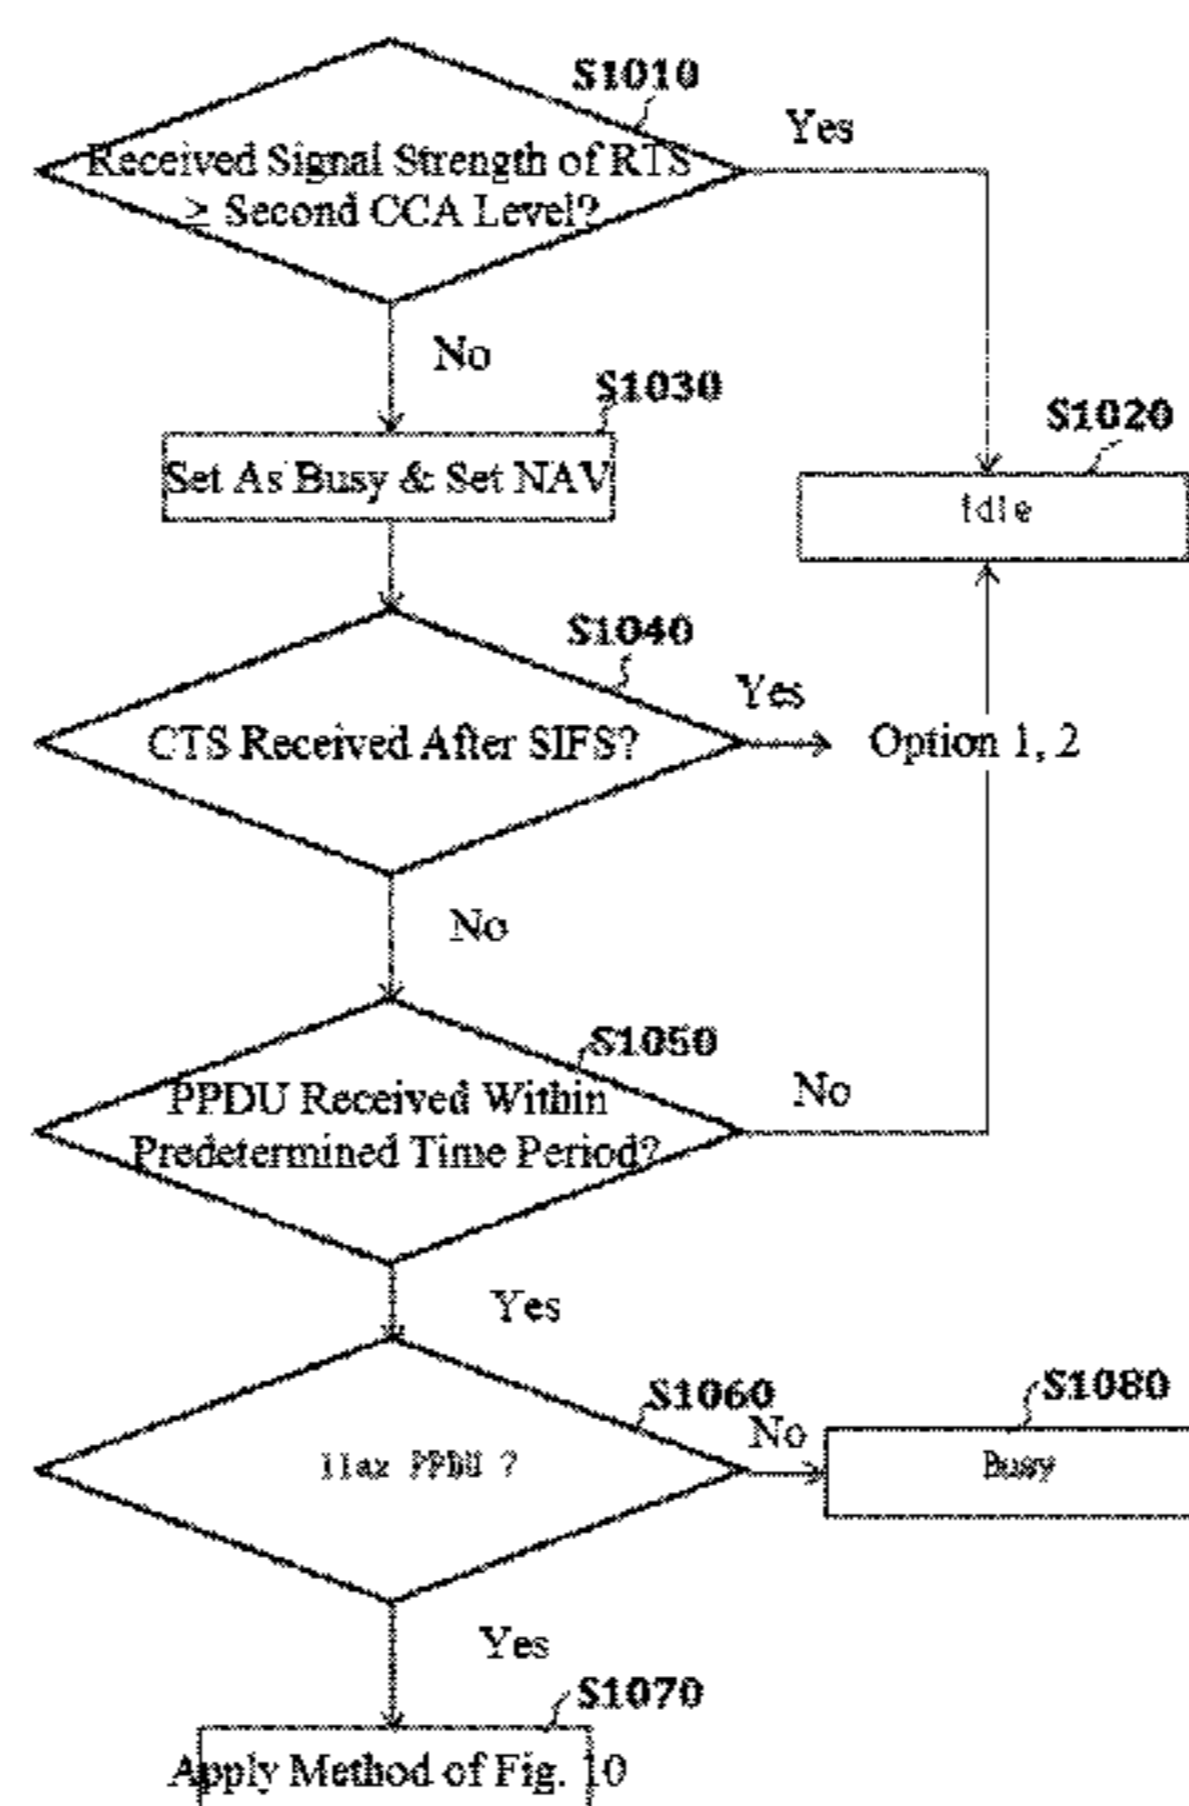 S1010
Yes
Received Signal Strength of RTS
≥ Second CCA Level?
No
S1030
S1020
Set As Busy & Set NAV
Idle
S1040
Yes
CTS Received After SIFS?
Option 1, 2
No
S1050
PPDU Received Within
No
Predetermined Time Period?
Yes
S1060
S1080
No
11ax PPDU ?
Busy
Yes
S1070
Apply Method of Fig. 10